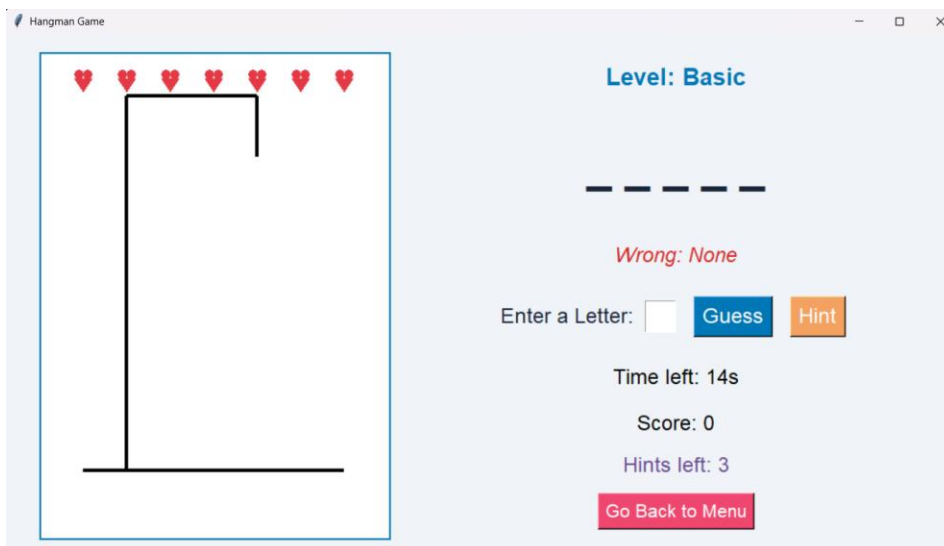 Hangman Game
Level: Basic
_ _ _ _ _
Wrong: None
Enter a Letter: Guess Hint
Time left: 14s
Score: 0
Hints left: 3
Go Back to Menu